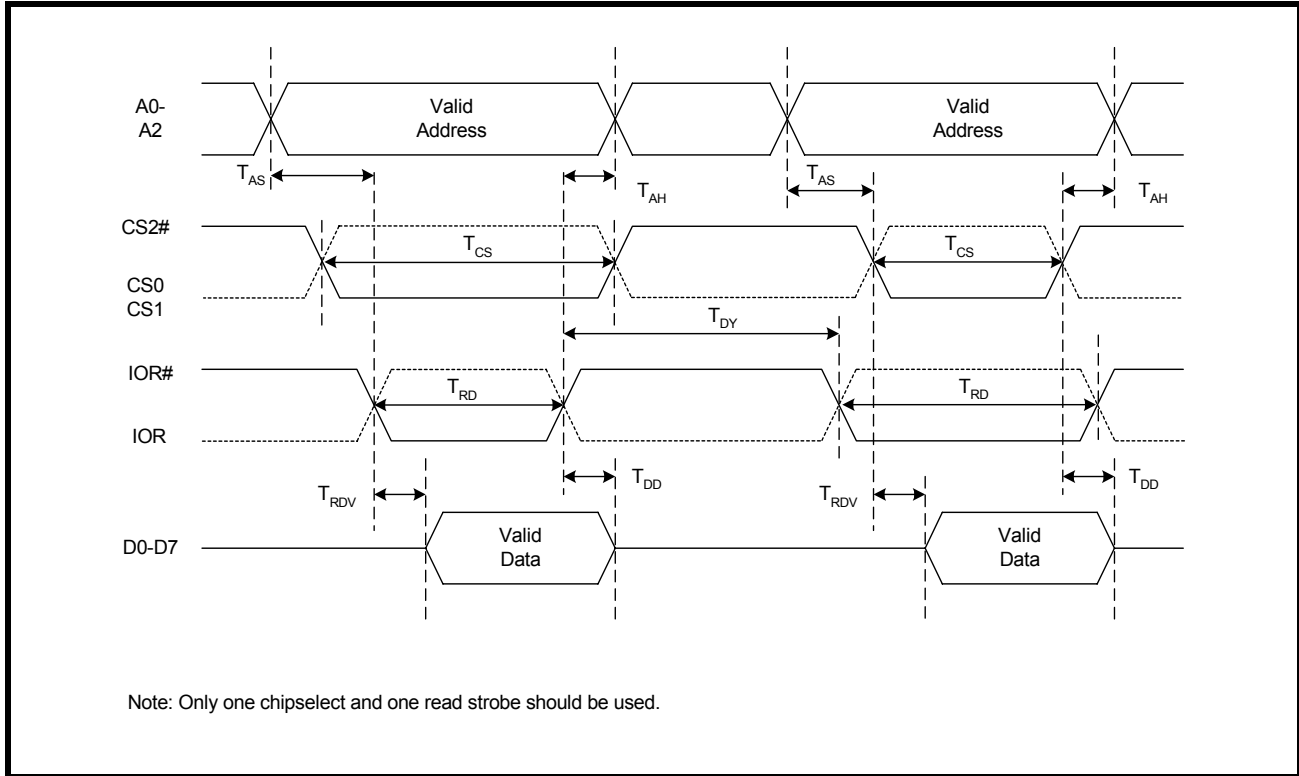 A0-
A2
Valid
Address
Valid
Address
TAS
TAH
TAS
TAH
CS2#
TCS
TCS
CS0
CS1
TDY
IOR#
TRD
TRD
IOR
TRDV
TDD
TRDV
TDD
D0-D7
Valid
Data
Valid
Data
Note: Only one chipselect and one read strobe should be used.